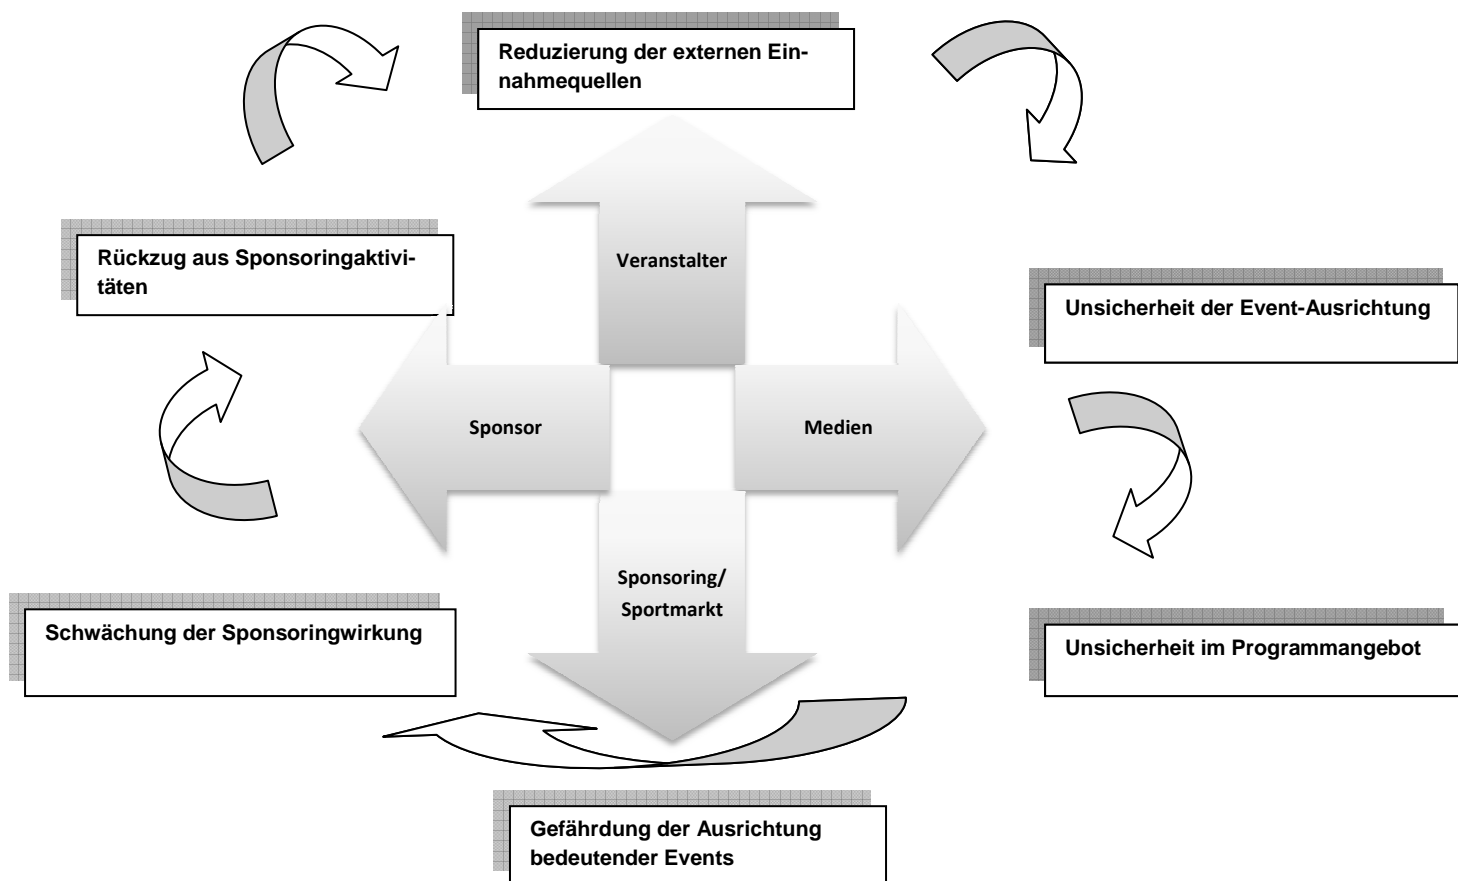 Reduzierung der externen Ein-
nahmequellen
Rückzug aus Sponsoringaktivi-
täten
Veranstalter
Unsicherheit der Event-Ausrichtung
Sponsor
Medien
Sponsoring/
Sportmarkt
Schwächung der Sponsoringwirkung
Unsicherheit im Programmangebot
Gefährdung der Ausrichtung
bedeutender Events